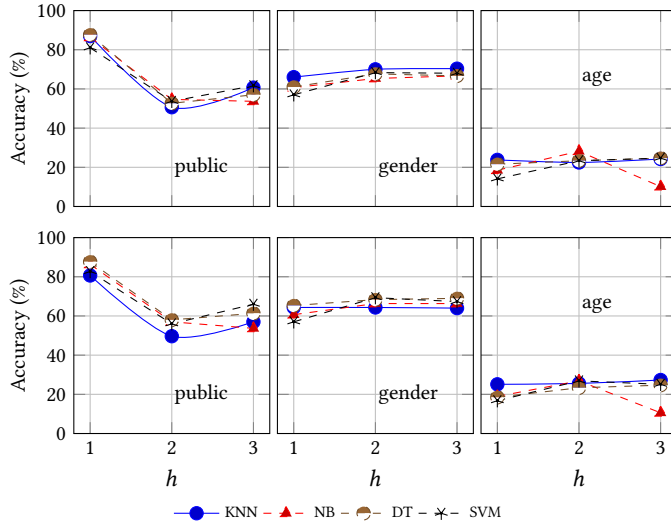 Accuracy (%)
100
80
60
40
20
0
public
gender
age
Accuracy (%)
100
80
60
40
20
0
public
gender
age
1 2 3 1 2 3 1 2 3
h h h
KNN NB DT SVM